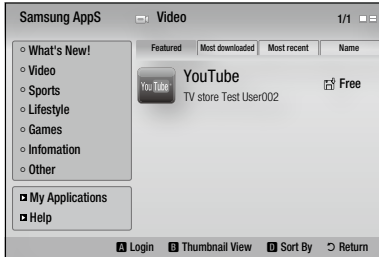 Samsung AppS
Video
1/1
What's New!
Video
Sports
Lifestyle
Games
Infomation
Other
My Applications
Help
Featured
Most downloaded
Most recent
Name
You Tube
YouTube
TV store Test User002
Free
A Login
B Thumbnail View
D Sort By
Return